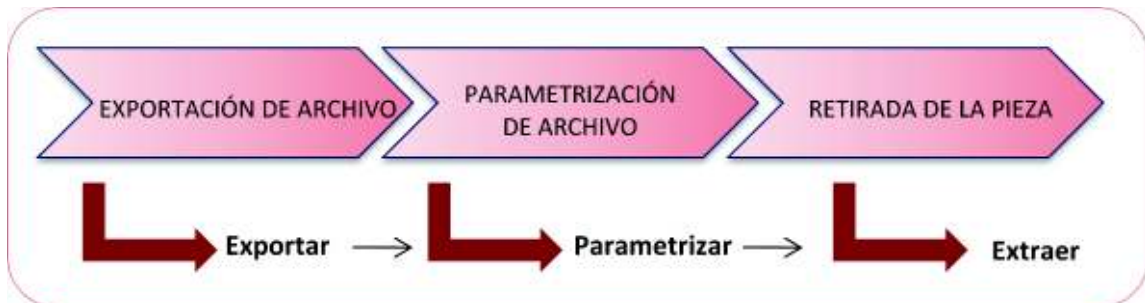 EXPORTACIÓN DE ARCHIVO
PARAMETRIZACIÓN
DE ARCHIVO
RETIRADA DE LA PIEZA
Exportar
Parametrizar
Extraer